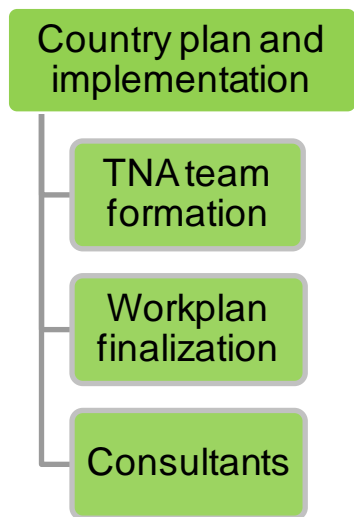 Country plan and
implementation
TNA team
formation
Workplan
finalization
Consultants